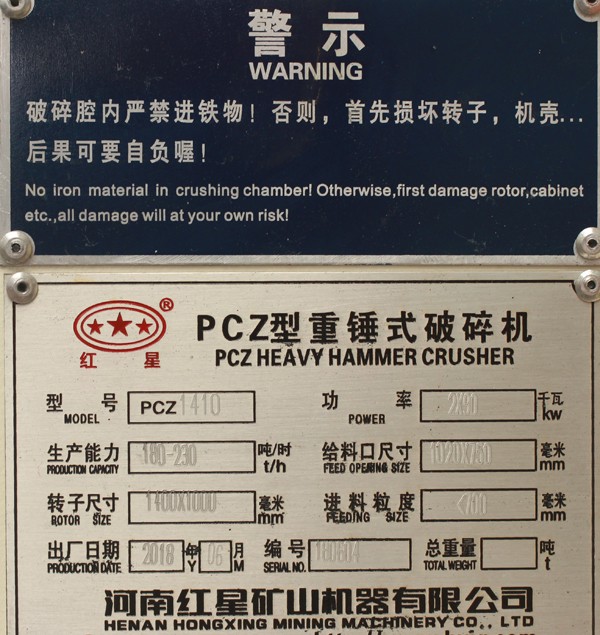 警示
WARNING
破碎腔内严禁进铁物！否则，首先损坏转子，机壳...
后果可要自负喔！
No iron material in crushing chamber! Otherwise,first damage rotor,cabinet
etc.,all damage will at your own risk!
®
红 星
PCZ型重锤式破碎机
PCZ HEAVY HAMMER CRUSHER
型号 PCZ 1410 功率 千瓦
MODEL POWER kw
生产能力 180-230 吨/时 给料口尺寸 毫米
PRODUCTION CAPACITY t/h FEED OPENING SIZE mm
转子尺寸 1400X1000 毫米 进料粒度 毫米
ROTOR SIZE mm FEEDING SIZE mm
出厂日期 2018 年 06 月 编号 180604 总重量 吨
PRODUCTION DATE Y M SERIAL NO. TOTAL WEIGHT t
河南红星矿山机器有限公司
HENAN HONGXING MINING MACHINERY CO., LTD